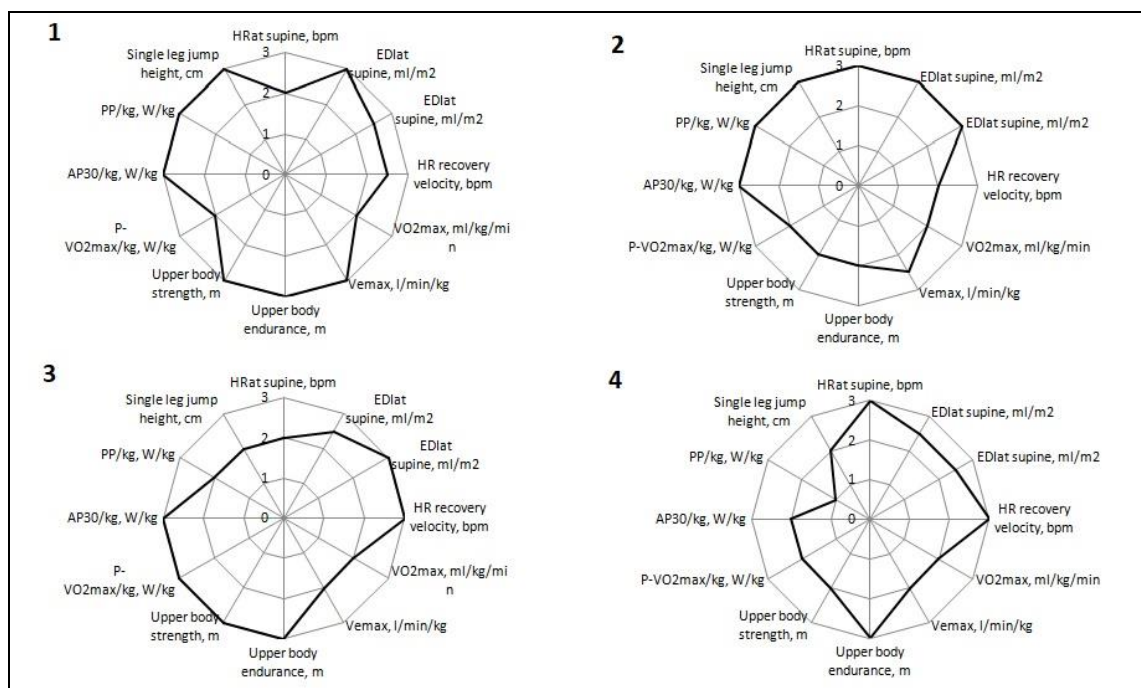 1
HRat supine, bpm
Single leg jump
height, cm
EDIat
supine, ml/m2
PP/kg, W/kg
EDIat
supine, ml/m2
AP30/kg, W/kg
HR recovery
velocity, bpm
P-
VO2max/kg, W/kg
VO2max, ml/kg/mi
n
Upper body
strength, m
Vemax, l/min/kg
Upper body
endurance, m
3
2
1
0
2
HRat supine, bpm
Single leg jump
height, cm
EDIat supine, ml/m2
PP/kg, W/kg
EDIat supine, ml/m2
AP30/kg, W/kg
HR recovery
velocity, bpm
P-VO2max/kg, W/kg
VO2max, ml/kg/min
Upper body
strength, m
Vemax, l/min/kg
Upper body
endurance, m
3
2
1
0
3
HRat supine, bpm
Single leg jump
height, cm
EDIat
supine, ml/m2
PP/kg, W/kg
EDIat
supine, ml/m2
AP30/kg, W/kg
HR recovery
velocity, bpm
P-
VO2max/kg, W/kg
VO2max, ml/kg/mi
n
Upper body
strength, m
Vemax, l/min/kg
Upper body
endurance, m
3
2
1
0
4
HRat supine, bpm
Single leg jump
height, cm
EDIat supine, ml/m2
PP/kg, W/kg
EDIat supine, ml/m2
AP30/kg, W/kg
HR recovery
velocity, bpm
P-VO2max/kg, W/kg
VO2max, ml/kg/min
Upper body
strength, m
Vemax, l/min/kg
Upper body
endurance, m
3
2
1
0